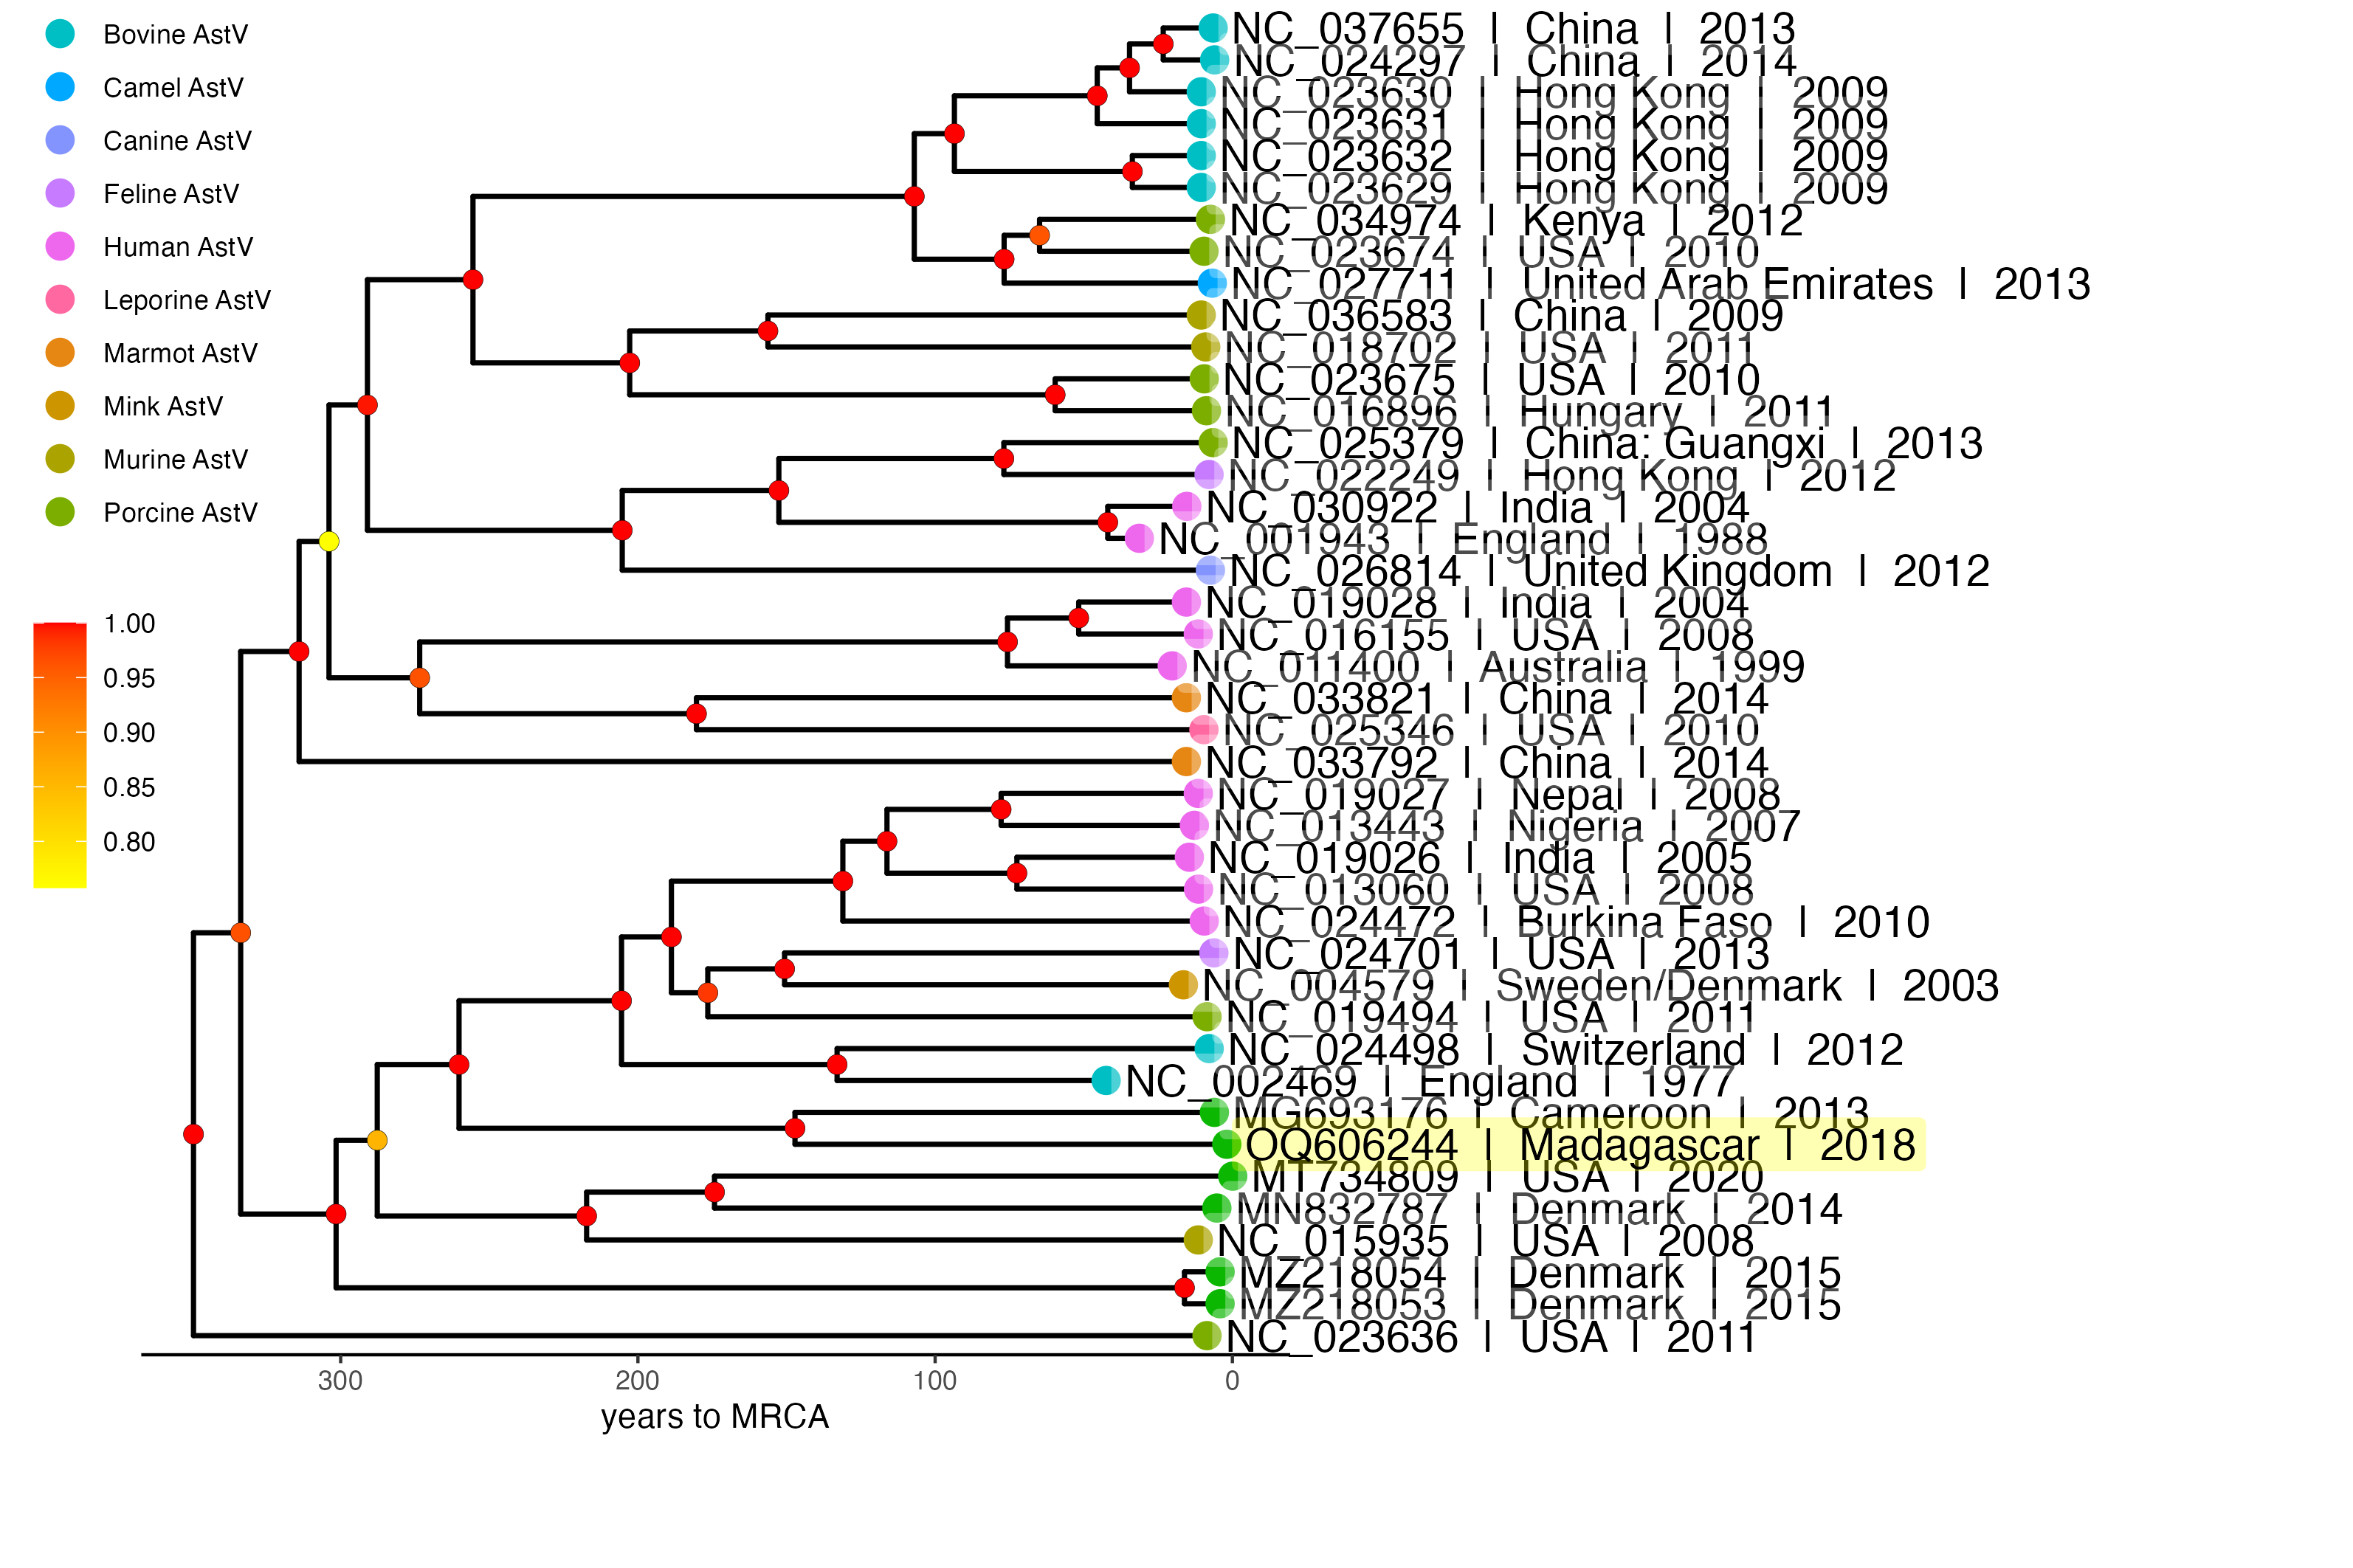 Bovine AstV
Camel AstV
Canine AstV
Feline AstV
Human AstV
Leporine AstV
Marmot AstV
Mink AstV
Murine AstV
Porcine AstV
1.00
0.95
0.90
0.85
0.80
NC_037655 | China | 2013
NC_024297 | China | 2014
NC_023630 | Hong Kong | 2009
NC_023631 | Hong Kong | 2009
NC_023632 | Hong Kong | 2009
NC_023629 | Hong Kong | 2009
NC_034974 | Kenya | 2012
NC_023674 | USA | 2010
NC_027711 | United Arab Emirates | 2013
NC_036583 | China | 2009
NC_018702 | USA | 2011
NC_023675 | USA | 2010
NC_016896 | Hungary | 2011
NC_025379 | China: Guangxi | 2013
NC_022249 | Hong Kong | 2012
NC_030922 | India | 2004
NC_001943 | England | 1988
NC_026814 | United Kingdom | 2012
NC_019028 | India | 2004
NC_016155 | USA | 2008
NC_011400 | Australia | 1999
NC_033821 | China | 2014
NC_025346 | USA | 2010
NC_033792 | China | 2014
NC_019027 | Nepal | 2008
NC_013443 | Nigeria | 2007
NC_019026 | India | 2005
NC_013060 | USA | 2008
NC_024472 | Burkina Faso | 2010
NC_024701 | USA | 2013
NC_004579 | Sweden/Denmark | 2003
NC_019494 | USA | 2011
NC_024498 | Switzerland | 2012
NC_002469 | England | 1977
MG693176 | Cameroon | 2013
OQ606244 | Madagascar | 2018
MT734809 | USA | 2020
MN832787 | Denmark | 2014
NC_015935 | USA | 2008
MZ218054 | Denmark | 2015
MZ218053 | Denmark | 2015
NC_023636 | USA | 2011
300 200 100 0
years to MRCA